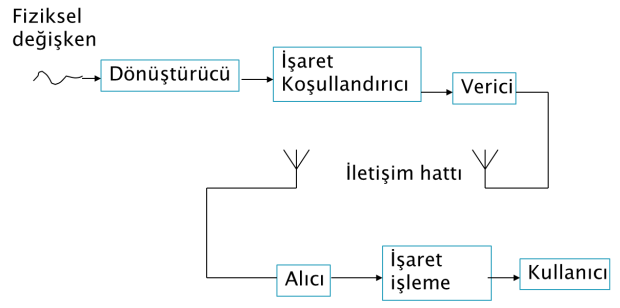 Fiziksel
değişken
Dönüştürücü
İşaret
Koşullandırıcı
Verici
İletişim hattı
Alıcı
İşaret
işleme
Kullanıcı